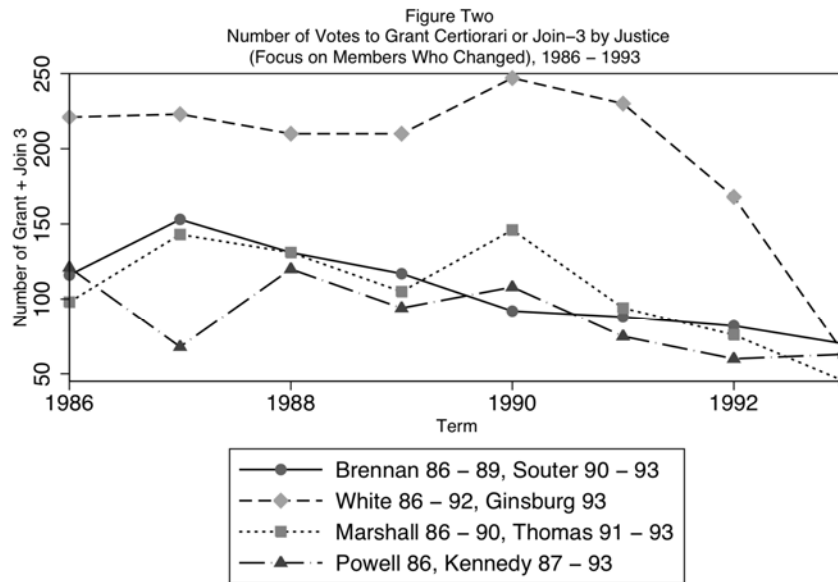 Figure Two
Number of Votes to Grant Certiorari or Join−3 by Justice
(Focus on Members Who Changed), 1986 − 1993
Number of Grant + Join 3
250
200
150
100
50
1986
1988
1990
1992
Term
Brennan 86 − 89, Souter 90 − 93
White 86 − 92, Ginsburg 93
Marshall 86 − 90, Thomas 91 − 93
Powell 86, Kennedy 87 − 93